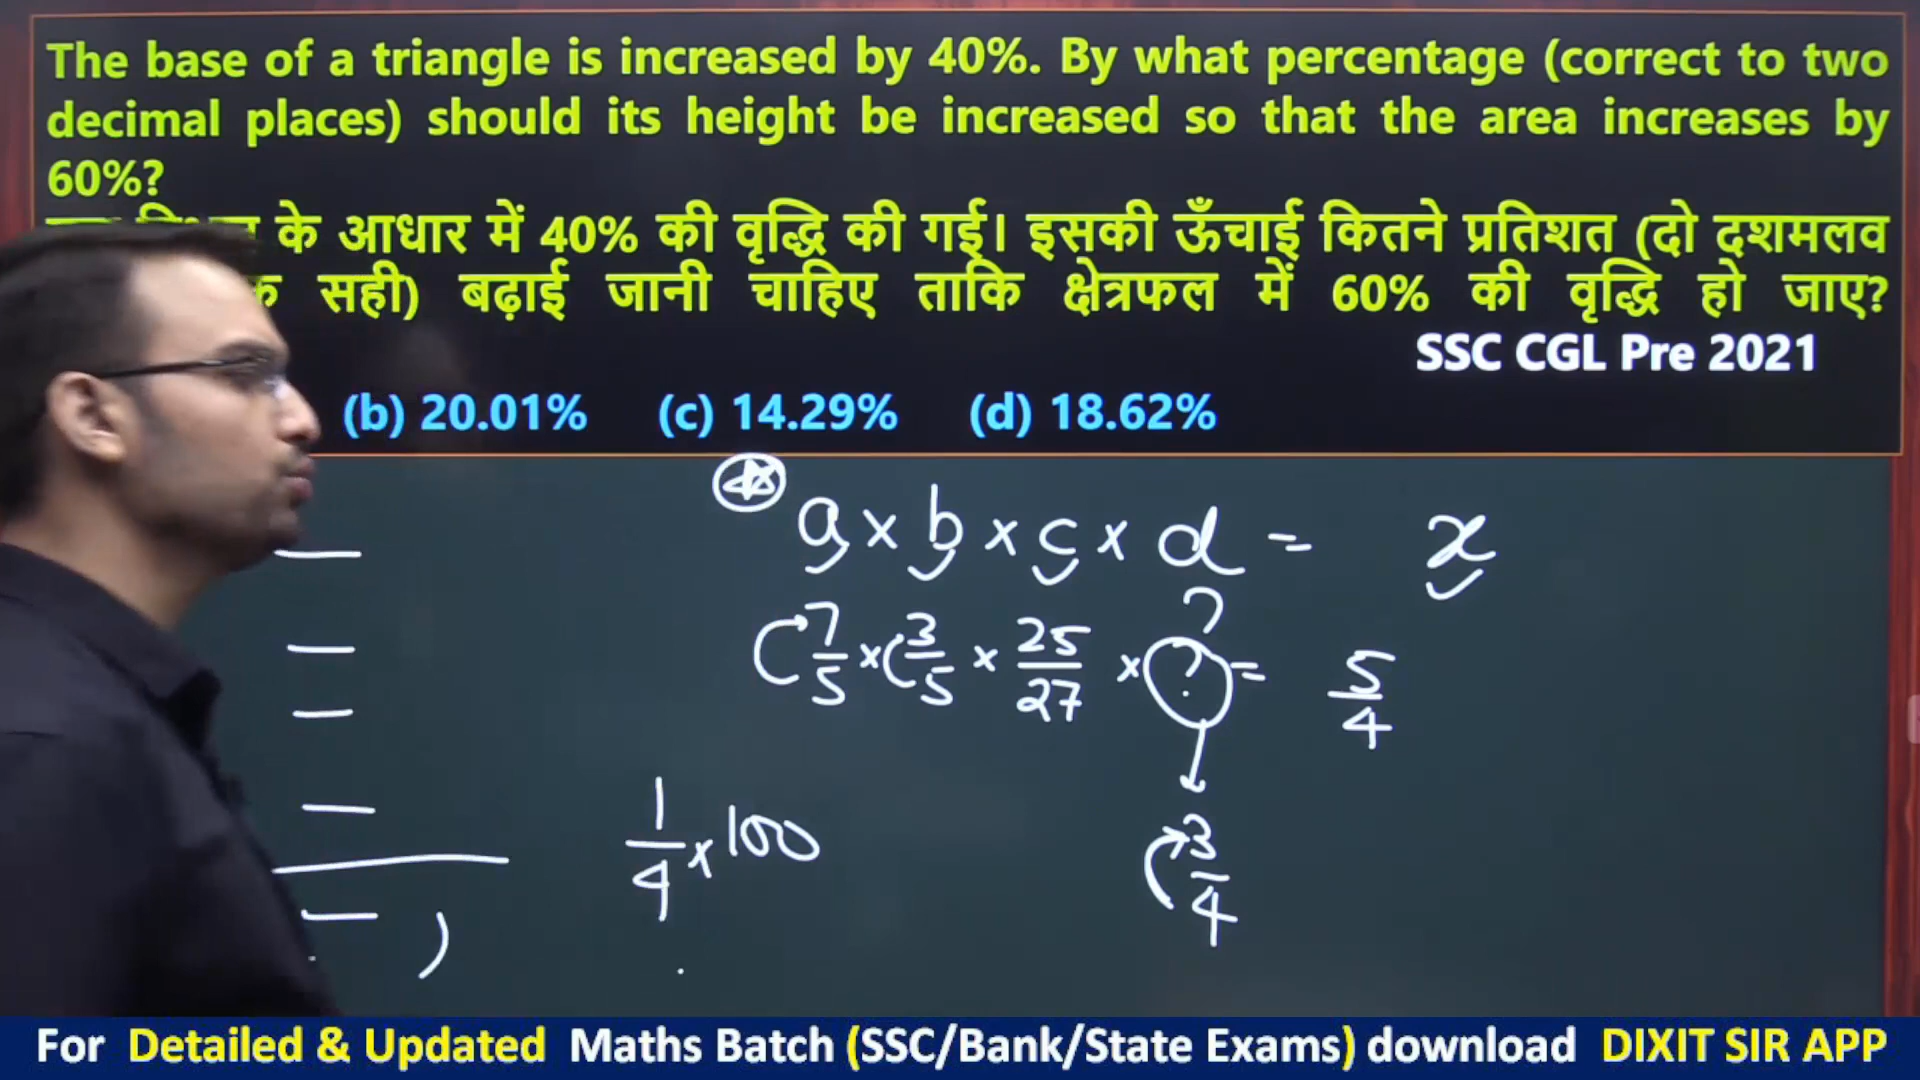 The base of a triangle is increased by 40%. By what percentage (correct to two
decimal places) should its height be increased so that the area increases by
60%?
के आधार में 40% की वृद्धि की गई। इसकी ऊँचाई कितने प्रतिशत (दो दशमलव
सही) बढ़ाई जानी चाहिए ताकि क्षेत्रफल में 60% की वृद्धि हो जाए?
SSC CGL Pre 2021
(b) 20.01% (c) 14.29% (d) 18.62%
a × b × c × d = x
?
7/5 × 3/5 × 25/27 × ? = 5/4
1/4 × 100
3/4
For Detailed & Updated Maths Batch (SSC/Bank/State Exams) download DIXIT SIR APP